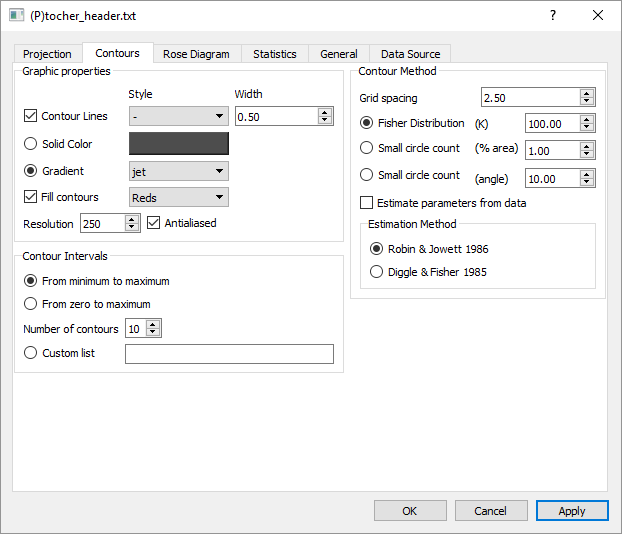 (P)tocher_header.txt
?
Projection Contours Rose Diagram Statistics General Data Source
Graphic properties
Style Width
Contour Lines - 0.50
Solid Color
Gradient jet
Fill contours Reds
Resolution 250 Antialiased
Contour Intervals
From minimum to maximum
From zero to maximum
Number of contours 10
Custom list
Contour Method
Grid spacing 2.50
Fisher Distribution (K) 100.00
Small circle count (% area) 1.00
Small circle count (angle) 10.00
Estimate parameters from data
Estimation Method
Robin & Jowett 1986
Diggle & Fisher 1985
OK Cancel Apply